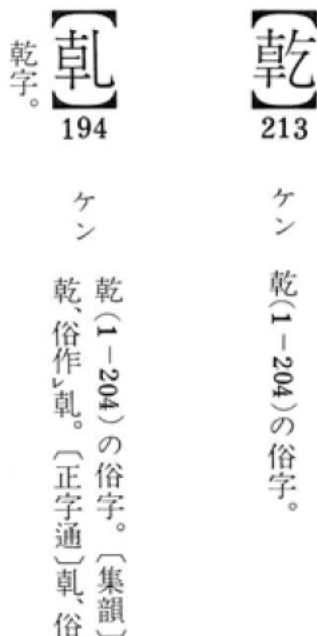 【亁】213 ケン 乾(1−204)の俗字。
【乹】194 ケン 乾(1−204)の俗字。〔集韻〕
乾、俗作㆑乹。〔正字通〕乹、俗
乾字。